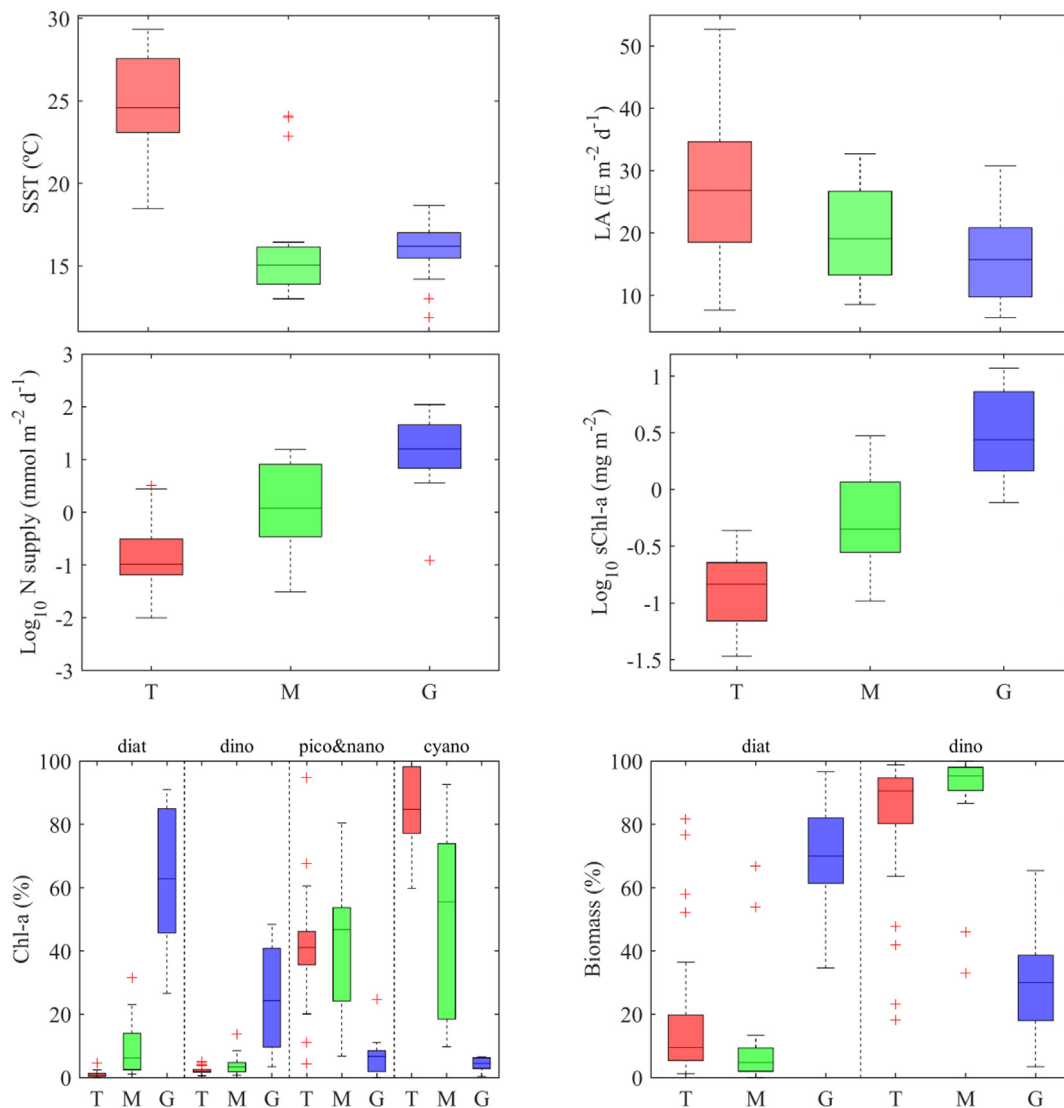 30
25
20
15
SST (ºC)
50
40
30
20
10
LA (E m⁻² d⁻¹)
3
2
1
0
-1
-2
-3
Log₁₀ N supply (mmol m⁻² d⁻¹)
T M G
1
0.5
0
-0.5
-1
-1.5
Log₁₀ sChl-a (mg m⁻²)
T M G
diat dino pico&nano cyano
100
80
60
40
20
0
Chl-a (%)
T M G T M G T M G T M G
diat dino
100
80
60
40
20
0
Biomass (%)
T M G T M G